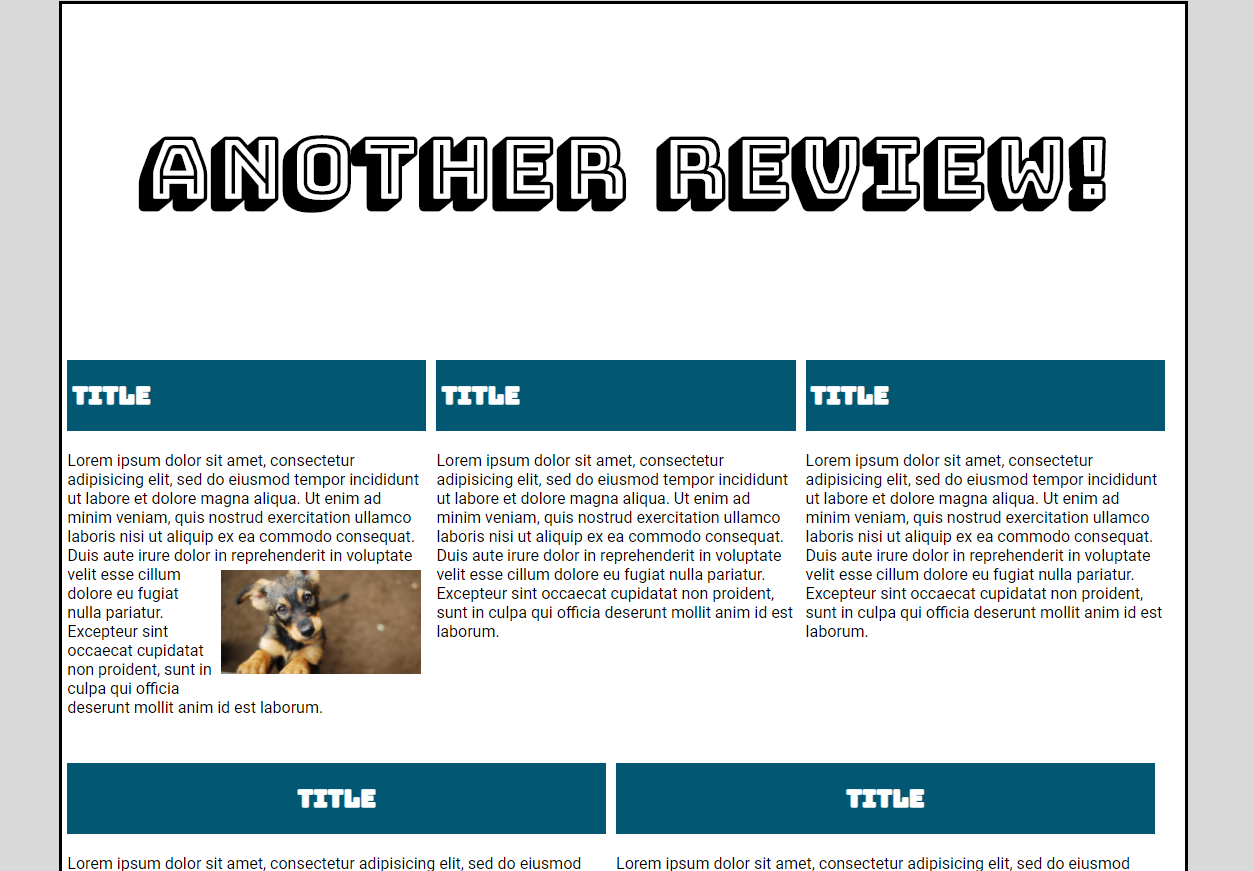 ANOTHER REVIEW!
TITLE
Lorem ipsum dolor sit amet, consectetur
adipisicing elit, sed do eiusmod tempor incididunt
ut labore et dolore magna aliqua. Ut enim ad
minim veniam, quis nostrud exercitation ullamco
laboris nisi ut aliquip ex ea commodo consequat.
Duis aute irure dolor in reprehenderit in voluptate
velit esse cillum
dolore eu fugiat
nulla pariatur.
Excepteur sint
occaecat cupidatat
non proident, sunt in
culpa qui officia
deserunt mollit anim id est laborum.
TITLE
Lorem ipsum dolor sit amet, consectetur
adipisicing elit, sed do eiusmod tempor incididunt
ut labore et dolore magna aliqua. Ut enim ad
minim veniam, quis nostrud exercitation ullamco
laboris nisi ut aliquip ex ea commodo consequat.
Duis aute irure dolor in reprehenderit in voluptate
velit esse cillum dolore eu fugiat nulla pariatur.
Excepteur sint occaecat cupidatat non proident,
sunt in culpa qui officia deserunt mollit anim id est
laborum.
TITLE
Lorem ipsum dolor sit amet, consectetur
adipisicing elit, sed do eiusmod tempor incididunt
ut labore et dolore magna aliqua. Ut enim ad
minim veniam, quis nostrud exercitation ullamco
laboris nisi ut aliquip ex ea commodo consequat.
Duis aute irure dolor in reprehenderit in voluptate
velit esse cillum dolore eu fugiat nulla pariatur.
Excepteur sint occaecat cupidatat non proident,
sunt in culpa qui officia deserunt mollit anim id est
laborum.
TITLE
Lorem ipsum dolor sit amet, consectetur adipisicing elit, sed do eiusmod
TITLE
Lorem ipsum dolor sit amet, consectetur adipisicing elit, sed do eiusmod